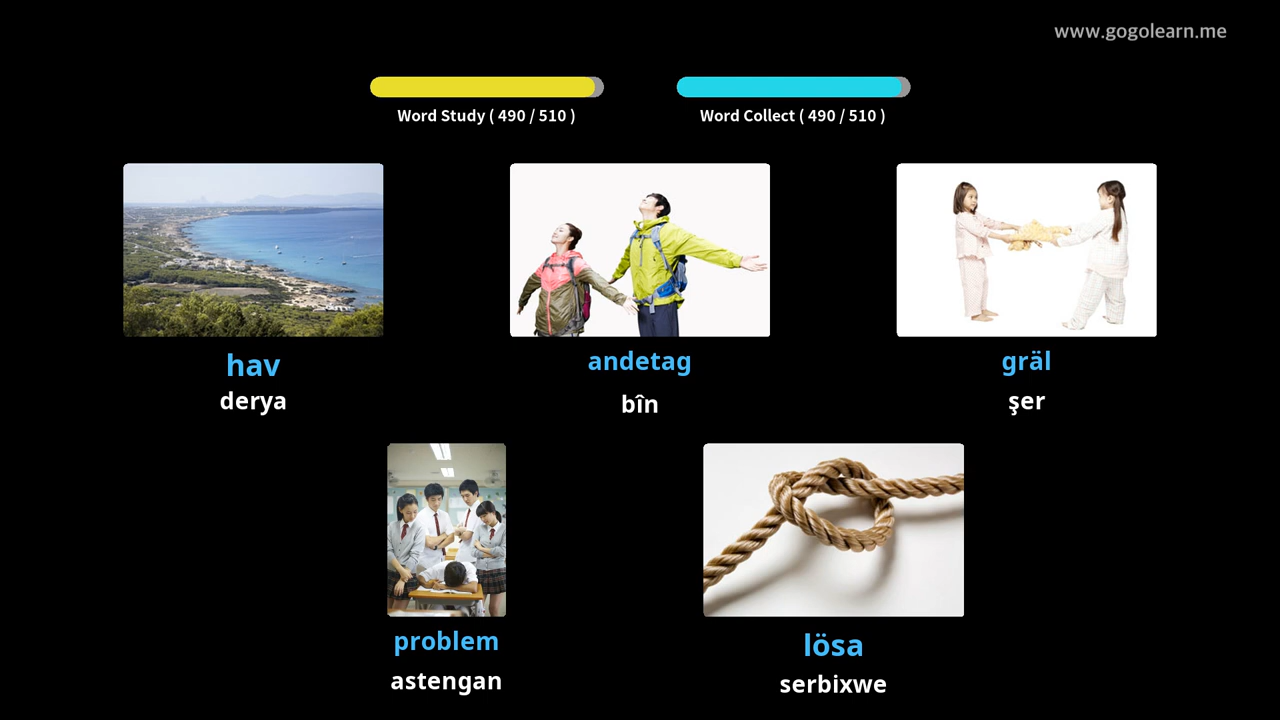 www.gogolearn.me
Word Study ( 490 / 510 )
Word Collect ( 490 / 510 )
hav
derya
andetag
bîn
gräl
şer
problem
astengan
lösa
serbixwe